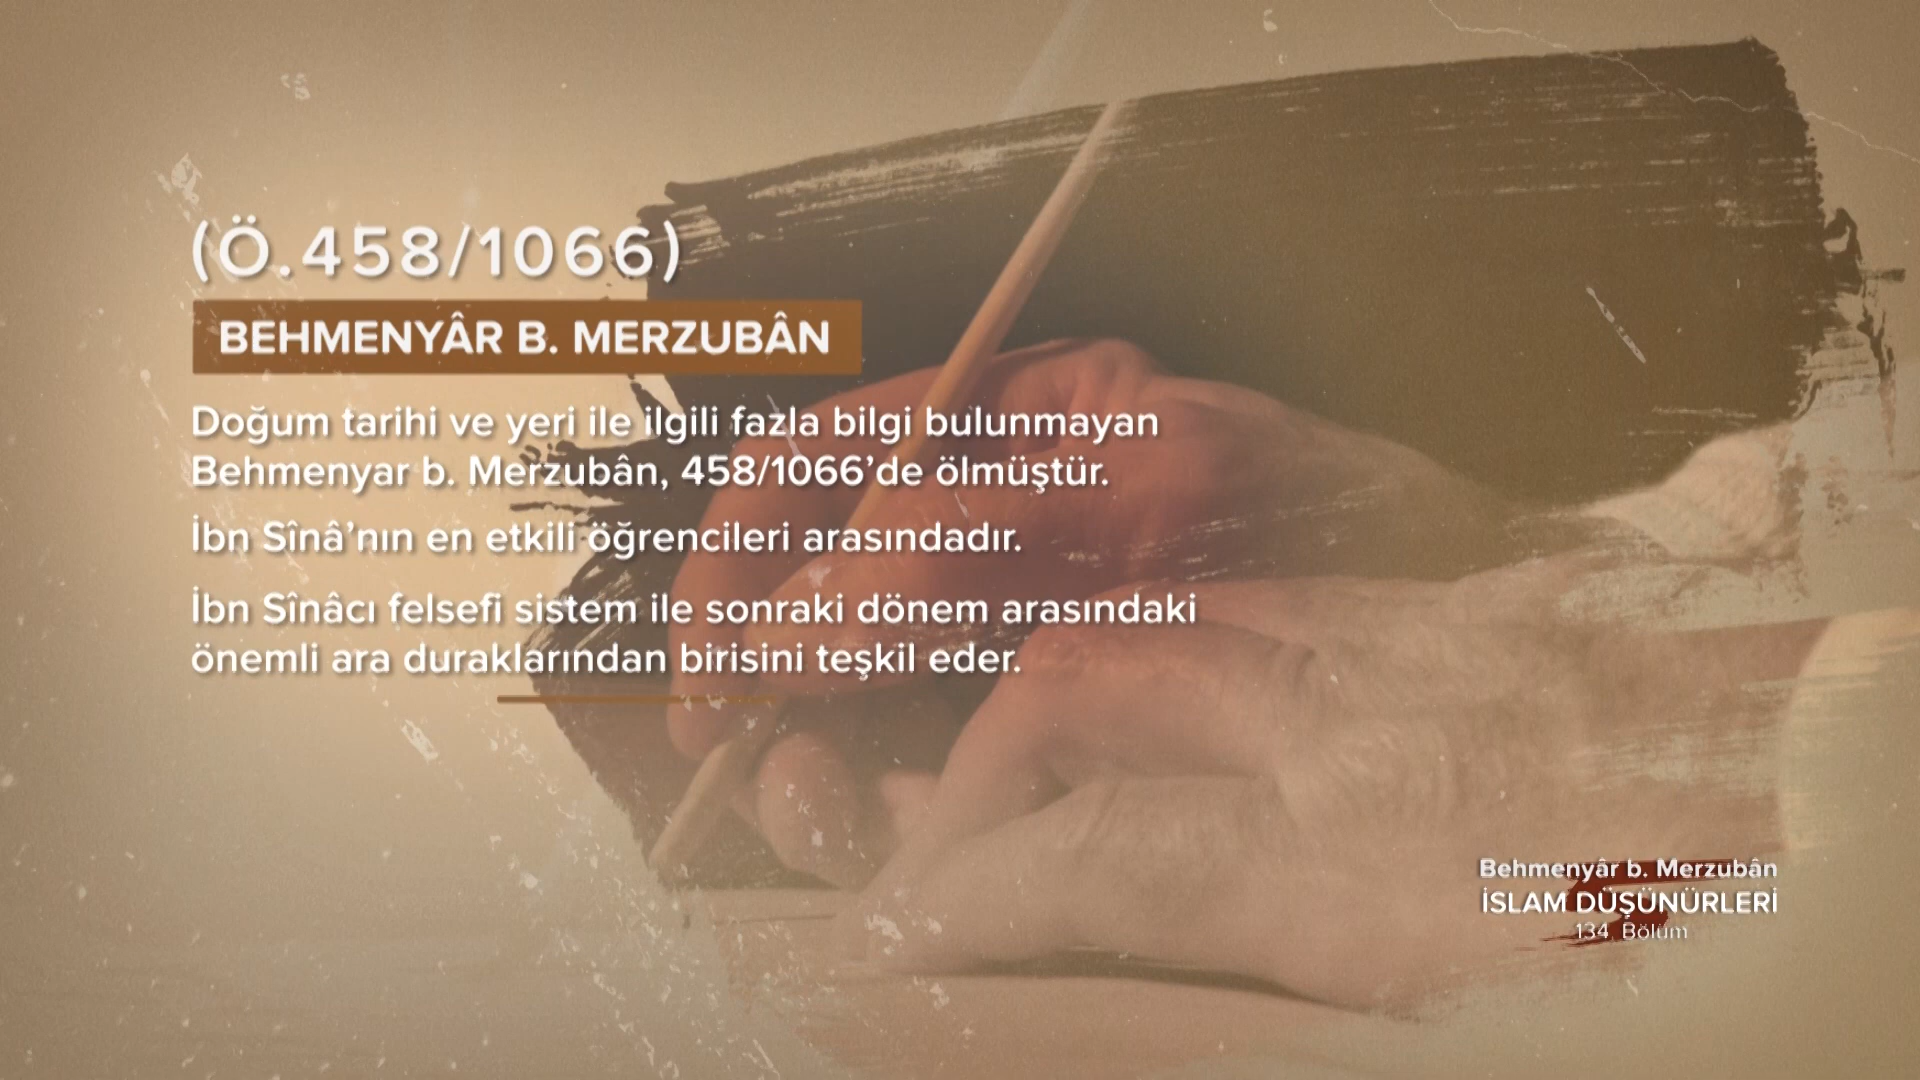 (Ö.458/1066)
BEHMENYÂR B. MERZUBÂN
Doğum tarihi ve yeri ile ilgili fazla bilgi bulunmayan
Behmenyar b. Merzubân, 458/1066’de ölmüştür.
İbn Sînâ’nın en etkili öğrencileri arasındadır.
İbn Sînâcı felsefi sistem ile sonraki dönem arasındaki
önemli ara duraklarından birisini teşkil eder.
Behmenyâr b. Merzubân
İSLAM DÜŞÜNÜRLERİ
134. Bölüm